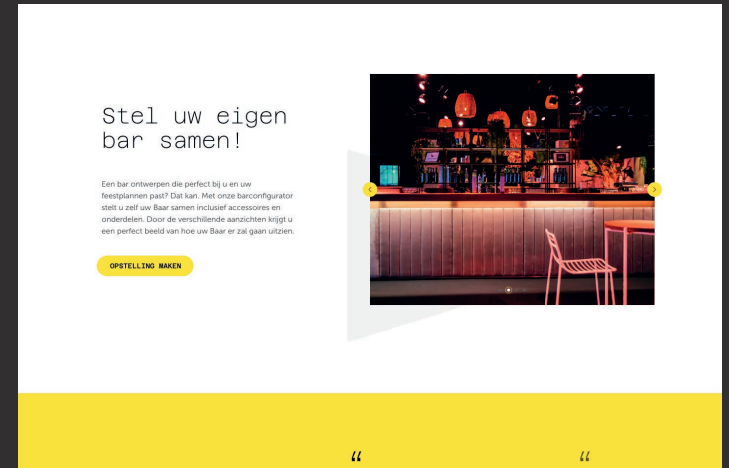 Stel uw eigen
bar samen!
Een bar ontwerpen die perfect bij u en uw
feestplannen past? Dat kan. Met onze barconfigurator
stelt u zelf uw Baar samen inclusief accessoires en
onderdelen. Door de verschillende aanzichten krijgt u
een perfect beeld van hoe uw Baar er zal gaan uitzien.
OPSTELLING MAKEN
“ “